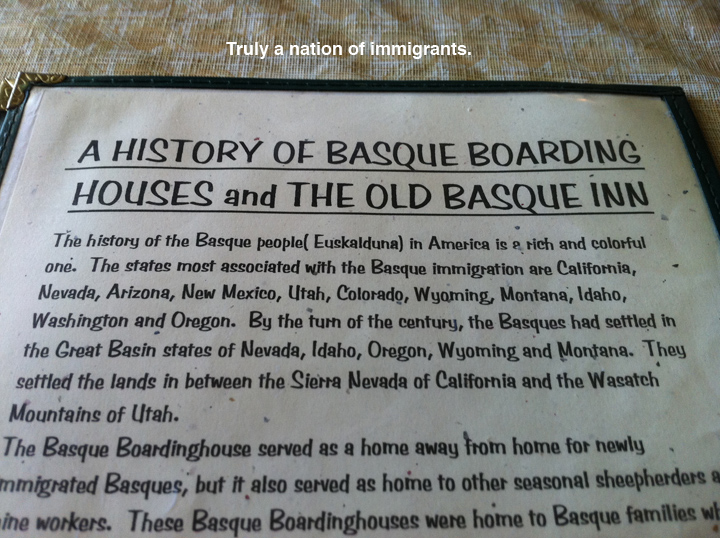 Truly a nation of immigrants.
A HISTORY OF BASQUE BOARDING
HOUSES and THE OLD BASQUE INN
The history of the Basque people( Euskalduna) in America is a rich and colorful
one. The states most associated with the Basque immigration are California,
Nevada, Arizona, New Mexico, Utah, Colorado, Wyoming, Montana, Idaho,
Washington and Oregon. By the turn of the century, the Basques had settled in
the Great Basin states of Nevada, Idaho, Oregon, Wyoming and Montana. They
settled the lands in between the Sierra Nevada of California and the Wasatch
Mountains of Utah.
The Basque Boardinghouse served as a home away from home for newly
mmigrated Basques, but it also served as home to other seasonal sheepherders a
ine workers. These Basque Boardinghouses were home to Basque families wh